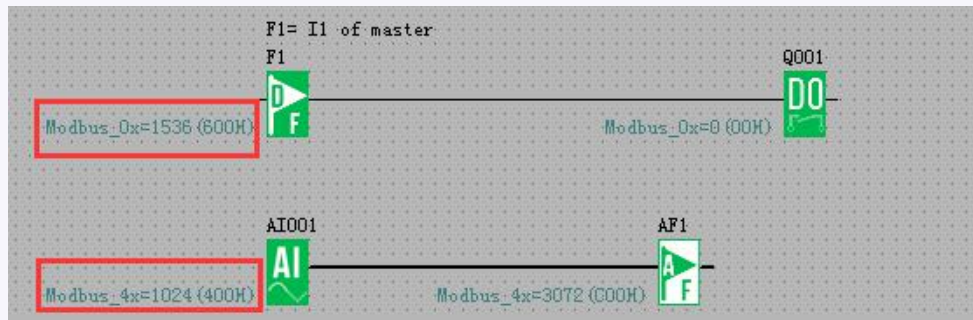 F1= I1 of master
F1
Q001
D
F
DO
Modbus_0x=1536(600H)
Modbus_0x=0(00H)
AI001
AF1
AI
A
F
Modbus_4x=1024(400H)
Modbus_4x=3072(C00H)